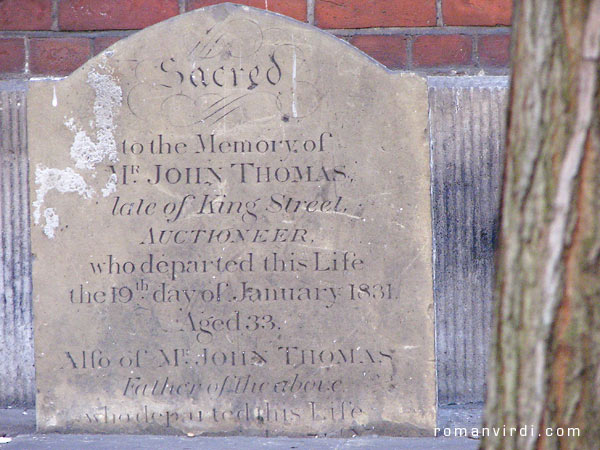 Sacred
to the Memory of
Mr. JOHN THOMAS,
late of King Street,
AUCTIONEER,
who departed this Life
the 19th day of January 1831,
Aged 33.
Alſo of Mr. JOHN THOMAS
Father of the above
who departed this Life
romanvirdi.com